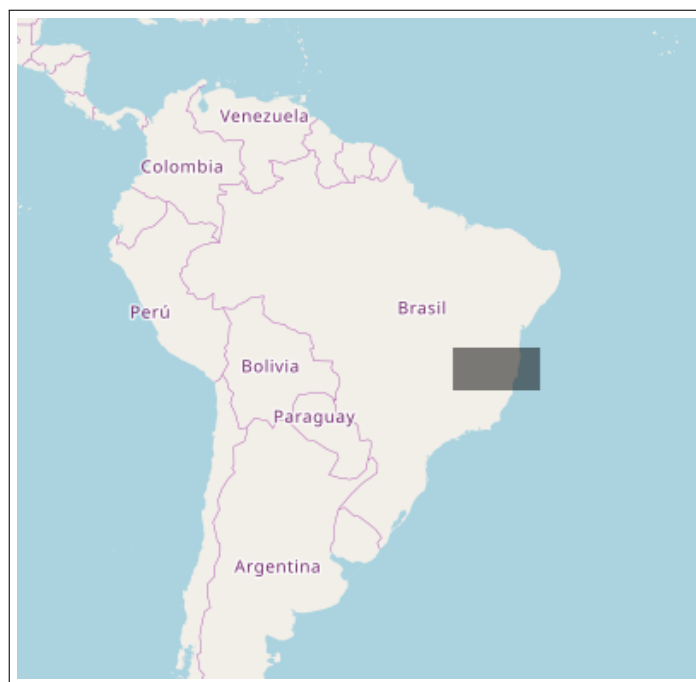 Venezuela
Colombia
Brasil
Perú
Bolivia
Paraguay
Argentina